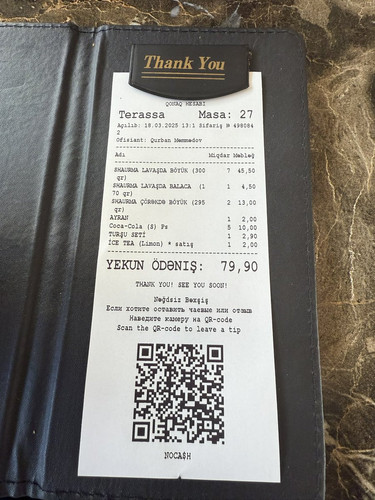 Thank You
QONAQ HESABI
Terassa Masa: 27
Açılıb: 18.03.2025 13:1 Sifariş № 498084
2
Ofisiant: Qurban Məmmədov
Adı Miqdar Məbləğ
SHAURMA LAVAŞDA BÖYÜK (300 7 45,50
qr)
SHAURMA LAVAŞDA BALACA (1 1 4,50
70 qr)
SHAURMA ÇÖRƏKDƏ BÖYÜK (295 2 13,00
qr)
AYRAN 1 2,00
Coca-Cola (S) Ps 5 10,00
TURŞU SETİ 1 2,90
İCE TEA (Limon) * satış 1 2,00
YEKUN ÖDƏNİŞ: 79,90
THANK YOU! SEE YOU SOON!
Nəğdsiz Bəxşiş
Если хотите оставить чаевые или отзыв
Наведите камеру на QR-code
Scan the QR-code to leave a tip
NOCA$H